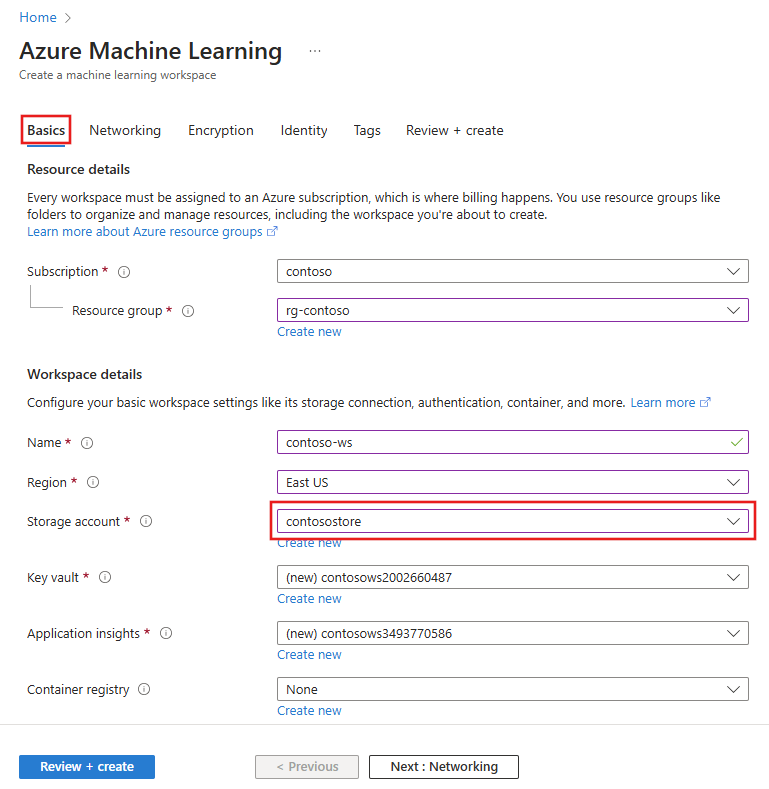 Home >
Azure Machine Learning ...
Create a machine learning workspace
Basics Networking Encryption Identity Tags Review + create
Resource details
Every workspace must be assigned to an Azure subscription, which is where billing happens. You use resource groups like
folders to organize and manage resources, including the workspace you're about to create.
Learn more about Azure resource groups
Subscription * contoso
Resource group * rg-contoso
Create new
Workspace details
Configure your basic workspace settings like its storage connection, authentication, container, and more. Learn more
Name * contoso-ws
Region * East US
Storage account * contosostore
Create new
Key vault * (new) contosows2002660487
Create new
Application insights * (new) contosows3493770586
Create new
Container registry None
Create new
Review + create < Previous Next : Networking